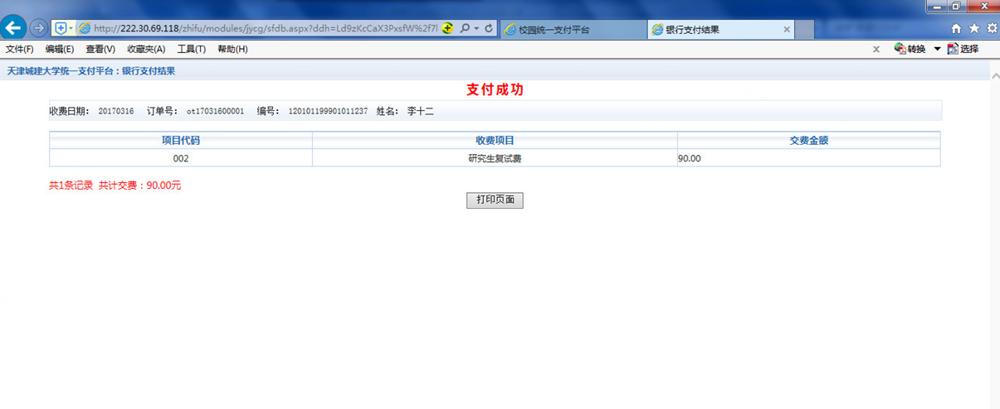 http://222.30.69.118/zhifu/modules/jycg/sfdb.aspx?ddh=Ld9zKcCaX3PxsfW%2f7l
校园统一支付平台
银行支付结果
文件(F) 编辑(E) 查看(V) 收藏夹(A) 工具(T) 帮助(H)
转换 选择
天津城建大学统一支付平台：银行支付结果
支付成功
收费日期： 20170316 订单号： ot17031600001 编号： 120101199901011237 姓名： 李十二
项目代码 收费项目 交费金额
002 研究生复试费 90.00
共1条记录 共计交费：90.00元
打印页面